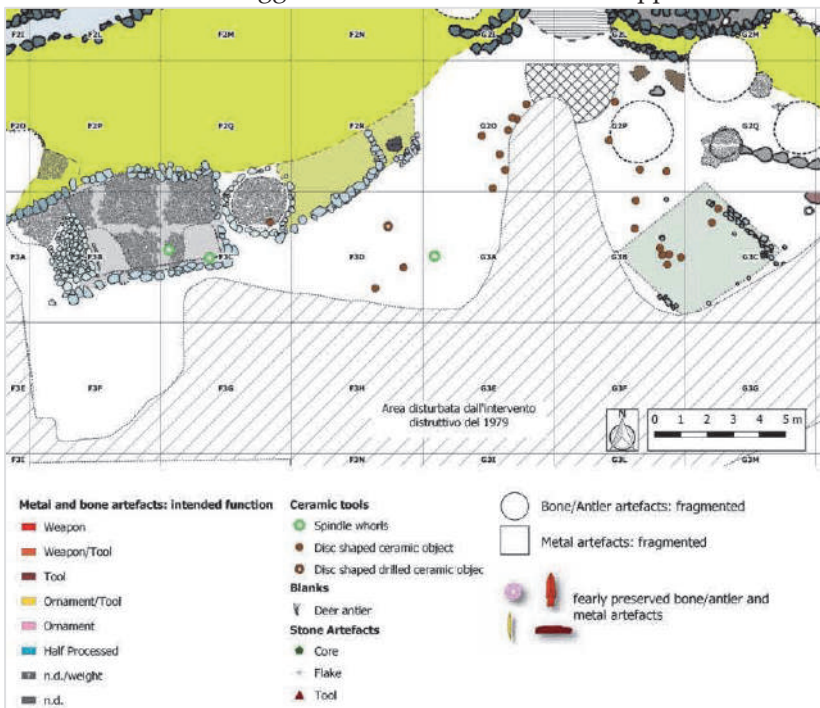 F2I F2L F2M F2N G2I G2L G2M
F2O F2P F2Q F2R G2O G2P G2Q
F3A F3B F3C F3D G3A G3B G3C
F3E F3F F3G F3H G3E G3F G3G
Area disturbata dall'intervento
distruttivo del 1979
N
0 1 2 3 4 5 m
Metal and bone artefacts: intended function
Weapon
Weapon/Tool
Tool
Ornament/Tool
Ornament
Half Processed
n.d./weight
n.d.
Ceramic tools
Spindle whorls
Disc shaped ceramic object
Disc shaped drilled ceramic objec
Blanks
Deer antler
Stone Artefacts
Core
Flake
Tool
Bone/Antler artefacts: fragmented
Metal artefacts: fragmented
fearly preserved bone/antler and
metal artefacts